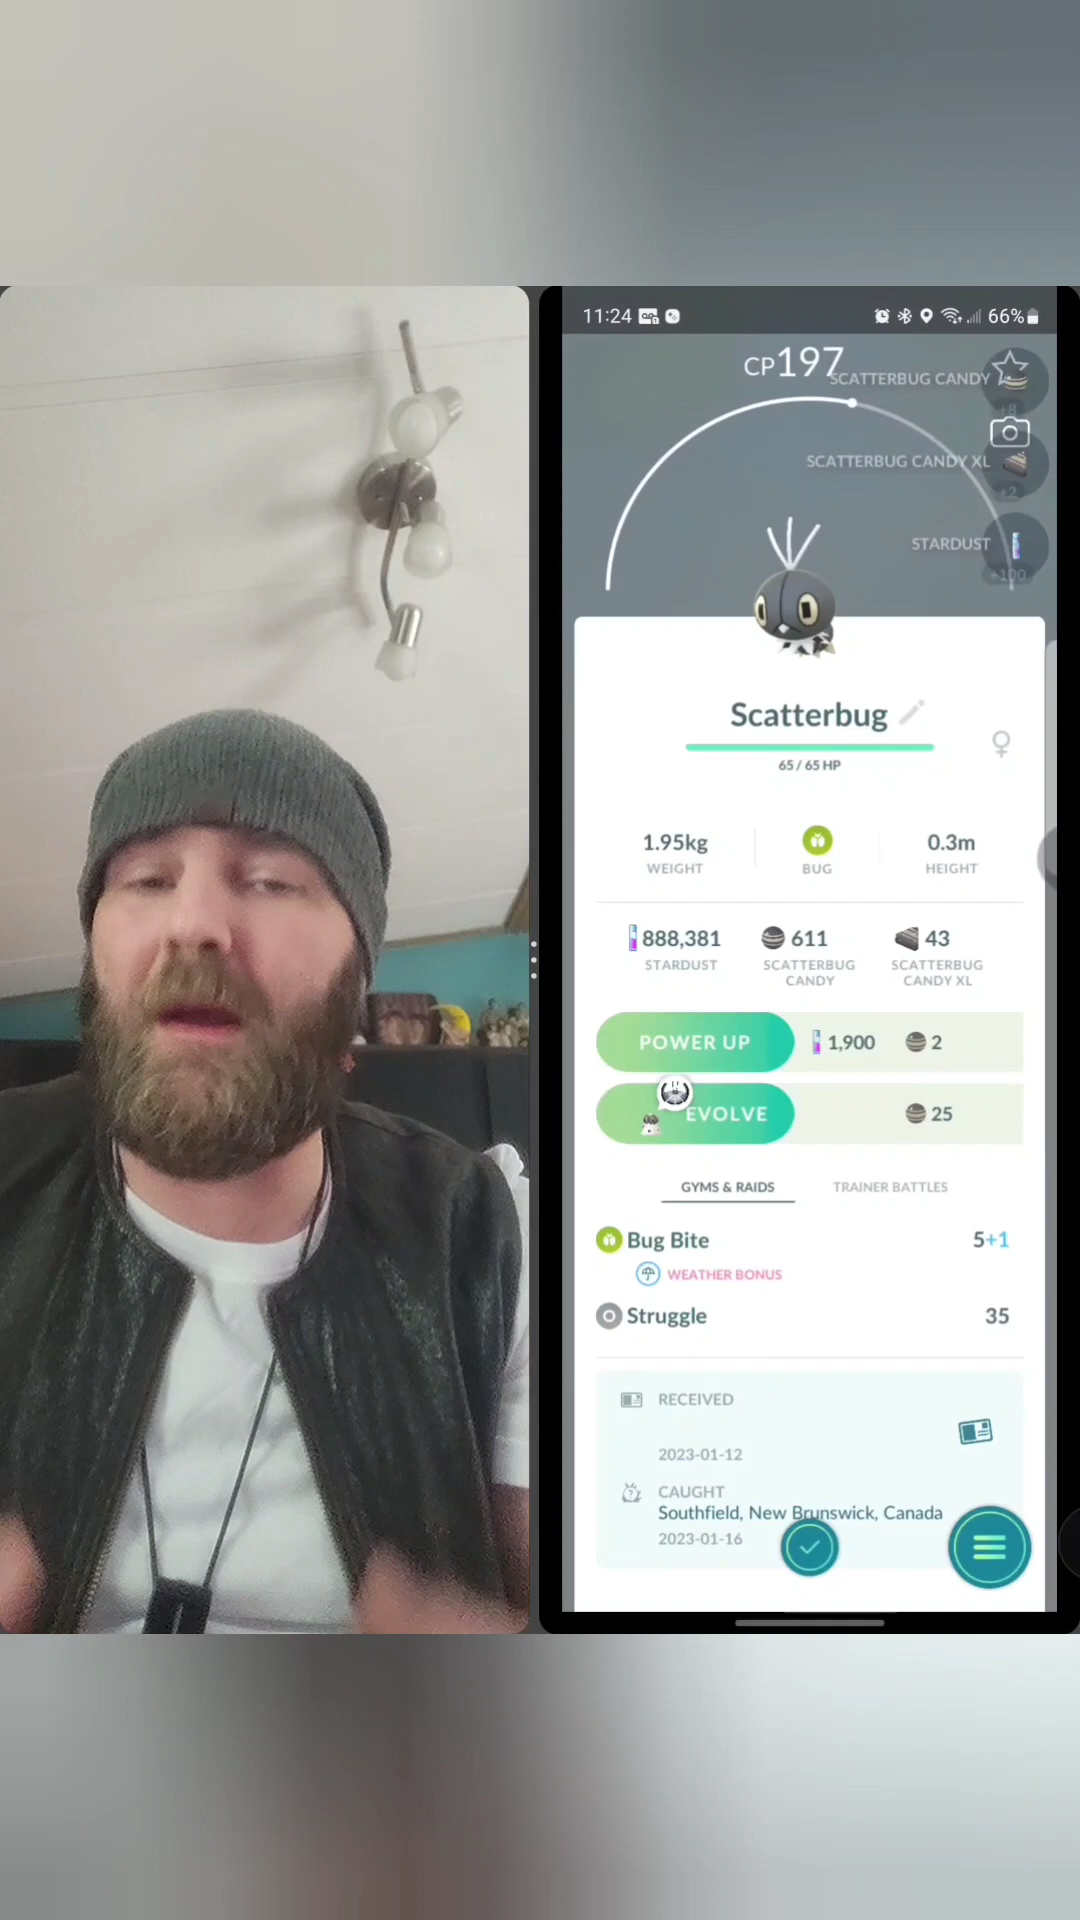 11:24
66%
CP197
SCATTERBUG CANDY
+8
SCATTERBUG CANDY XL
+2
STARDUST
+100
Scatterbug
65 / 65 HP
1.95kg
WEIGHT
BUG
0.3m
HEIGHT
888,381
STARDUST
611
SCATTERBUG
CANDY
43
SCATTERBUG
CANDY XL
POWER UP
1,900
2
EVOLVE
25
GYMS & RAIDS
TRAINER BATTLES
Bug Bite
5+1
WEATHER BONUS
Struggle
35
RECEIVED
2023-01-12
CAUGHT
Southfield, New Brunswick, Canada
2023-01-16